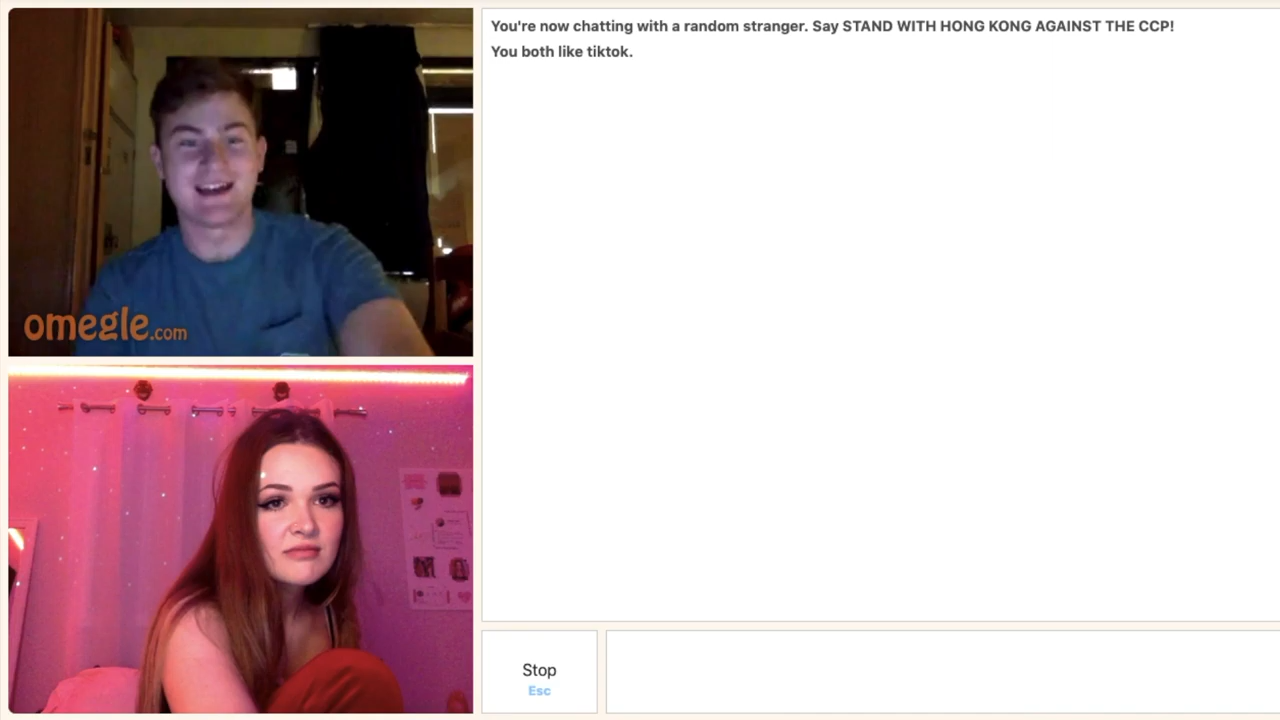 You're now chatting with a random stranger. Say STAND WITH HONG KONG AGAINST THE CCP!
You both like tiktok.
omegle.com
Stop
Esc